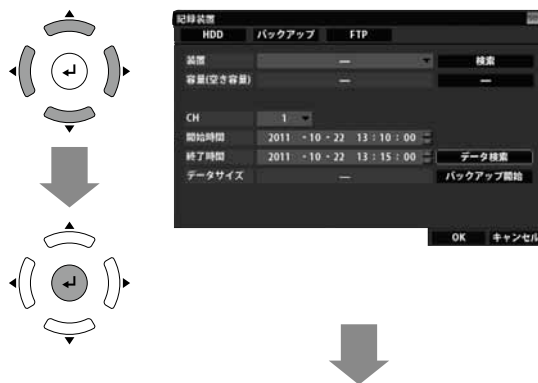 記録装置
HDD バックアップ FTP
装置 — 検索
容量(空き容量) — —
CH 1
開始時間 2011 - 10 - 22 13 : 10 : 00
終了時間 2011 - 10 - 22 13 : 15 : 00 データ検索
データサイズ — バックアップ開始
OK キャンセル